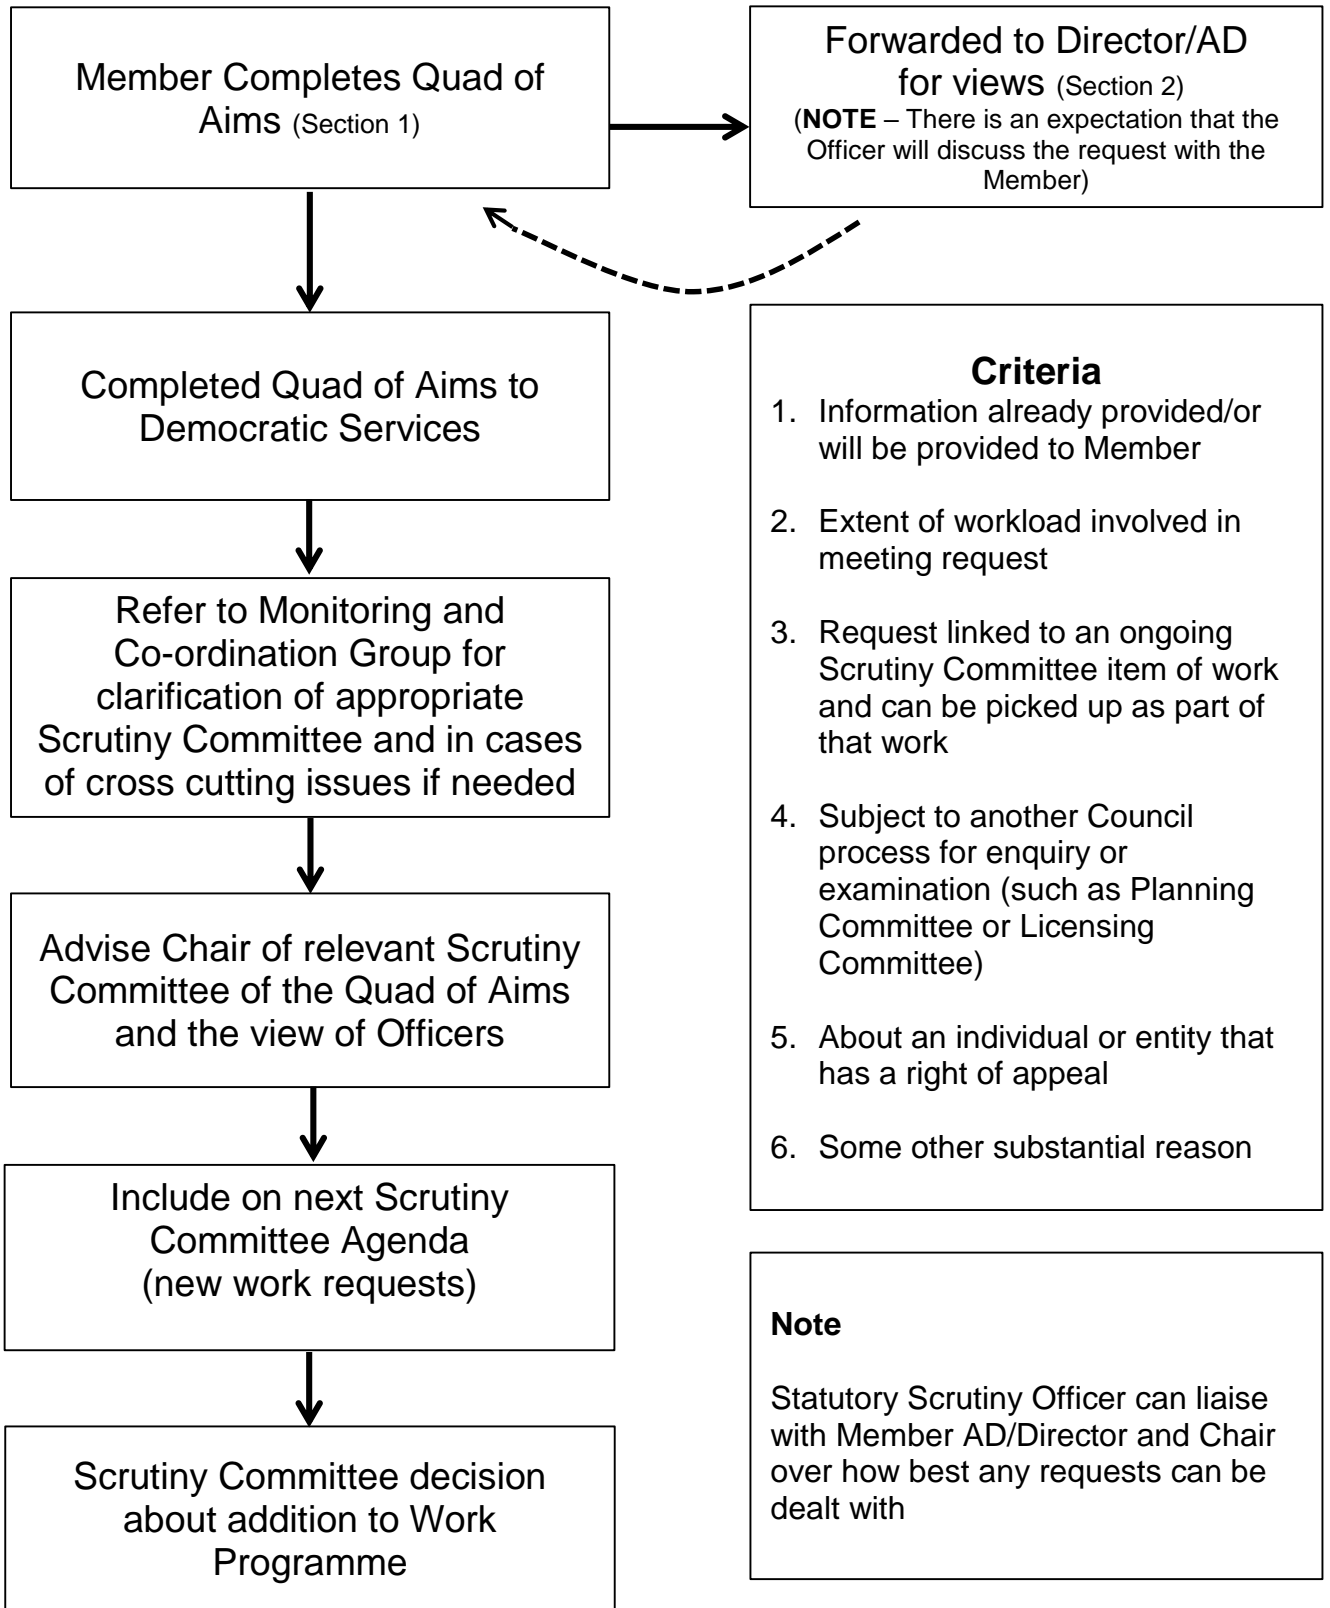 Member Completes Quad of
Aims (Section 1)
Forwarded to Director/AD
for views (Section 2)
(NOTE – There is an expectation that the
Officer will discuss the request with the
Member)
Completed Quad of Aims to
Democratic Services
Refer to Monitoring and
Co-ordination Group for
clarification of appropriate
Scrutiny Committee and in cases
of cross cutting issues if needed
Advise Chair of relevant Scrutiny
Committee of the Quad of Aims
and the view of Officers
Include on next Scrutiny
Committee Agenda
(new work requests)
Scrutiny Committee decision
about addition to Work
Programme
Criteria
1. Information already provided/or
will be provided to Member
2. Extent of workload involved in
meeting request
3. Request linked to an ongoing
Scrutiny Committee item of work
and can be picked up as part of
that work
4. Subject to another Council
process for enquiry or
examination (such as Planning
Committee or Licensing
Committee)
5. About an individual or entity that
has a right of appeal
6. Some other substantial reason
Note
Statutory Scrutiny Officer can liaise
with Member AD/Director and Chair
over how best any requests can be
dealt with